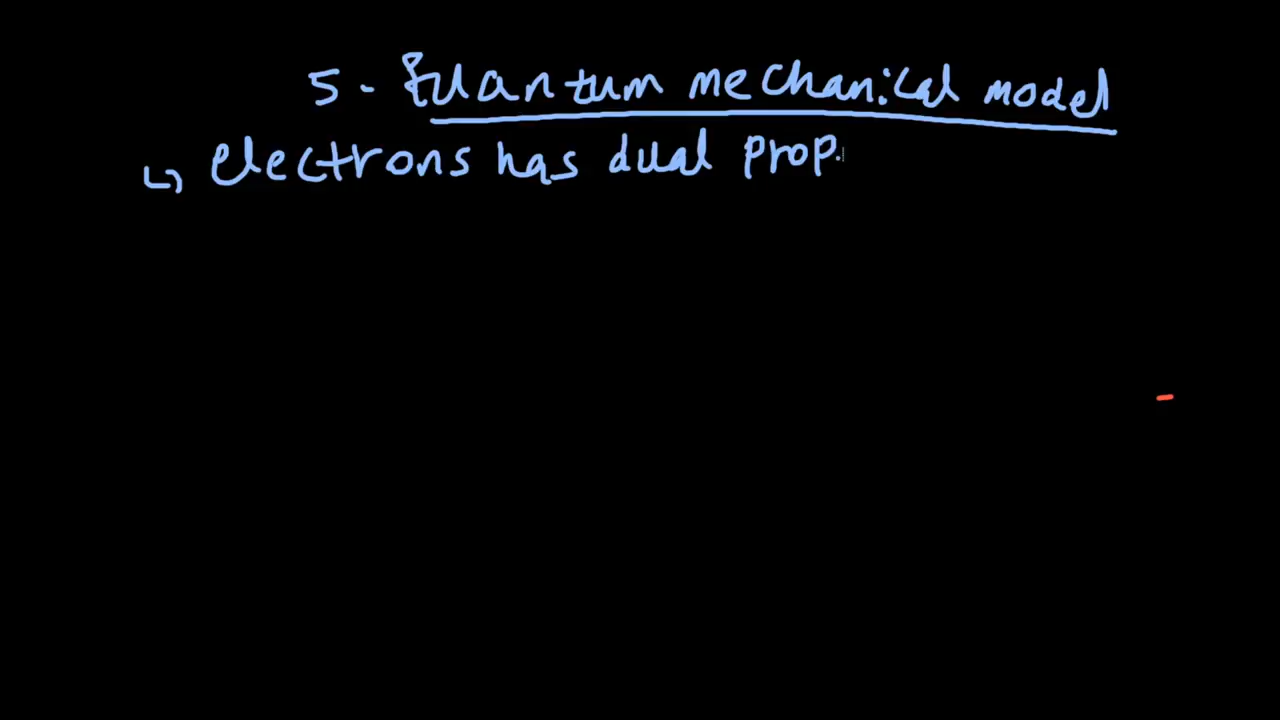 5 - Quantum mechanical model
↳ electrons has dual prop.